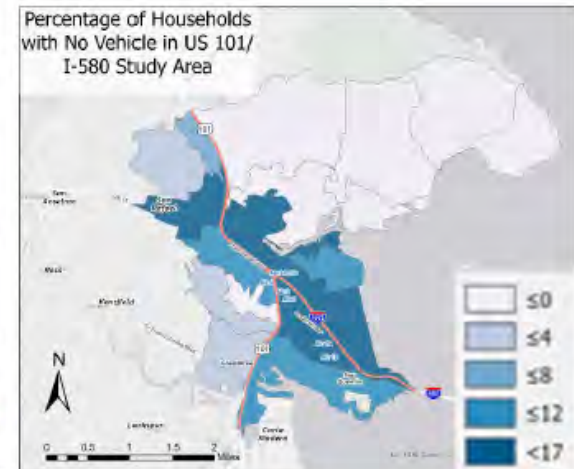 Percentage of Households
with No Vehicle in US 101/
I-580 Study Area
101
San
Anselmo
San
Rafael
Ross
Kentfield
101
Larkspur
Corte
Madera
580
N
0 0.5 1 1.5 2
Miles
≤0
≤4
≤8
≤12
<17